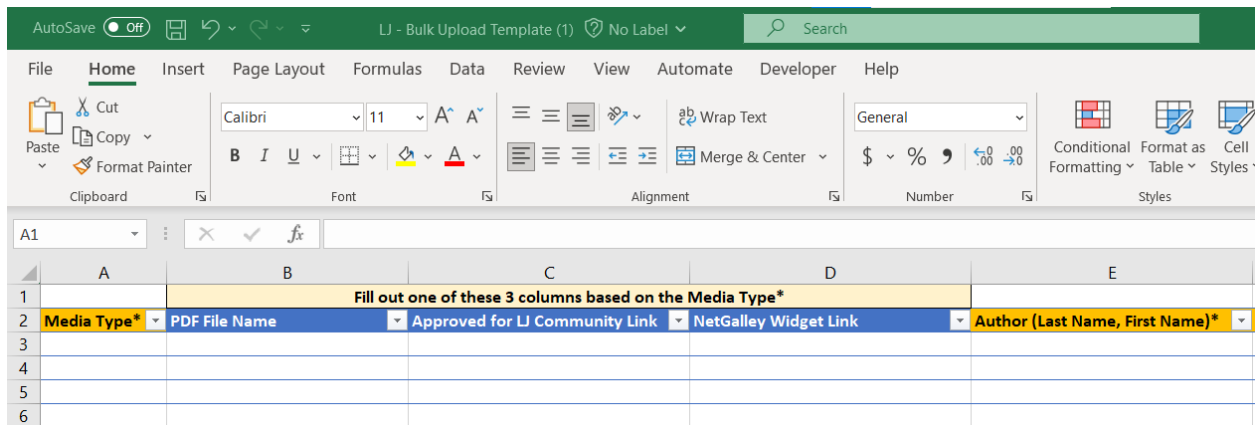 AutoSave Off LJ - Bulk Upload Template (1) No Label Search
File Home Insert Page Layout Formulas Data Review View Automate Developer Help
Paste
Cut
Copy
Format Painter
Clipboard
Calibri 11 A^ A˅
B I U A
Font
ab Wrap Text
Merge & Center
Alignment
General
$ % 9 .00 .00 →0
Number
Conditional Formatting
Format as Table
Cell Styles
Styles
A1 fx
A B C D E
1 Fill out one of these 3 columns based on the Media Type*
2 Media Type* PDF File Name Approved for LJ Community Link NetGalley Widget Link Author (Last Name, First Name)*
3
4
5
6